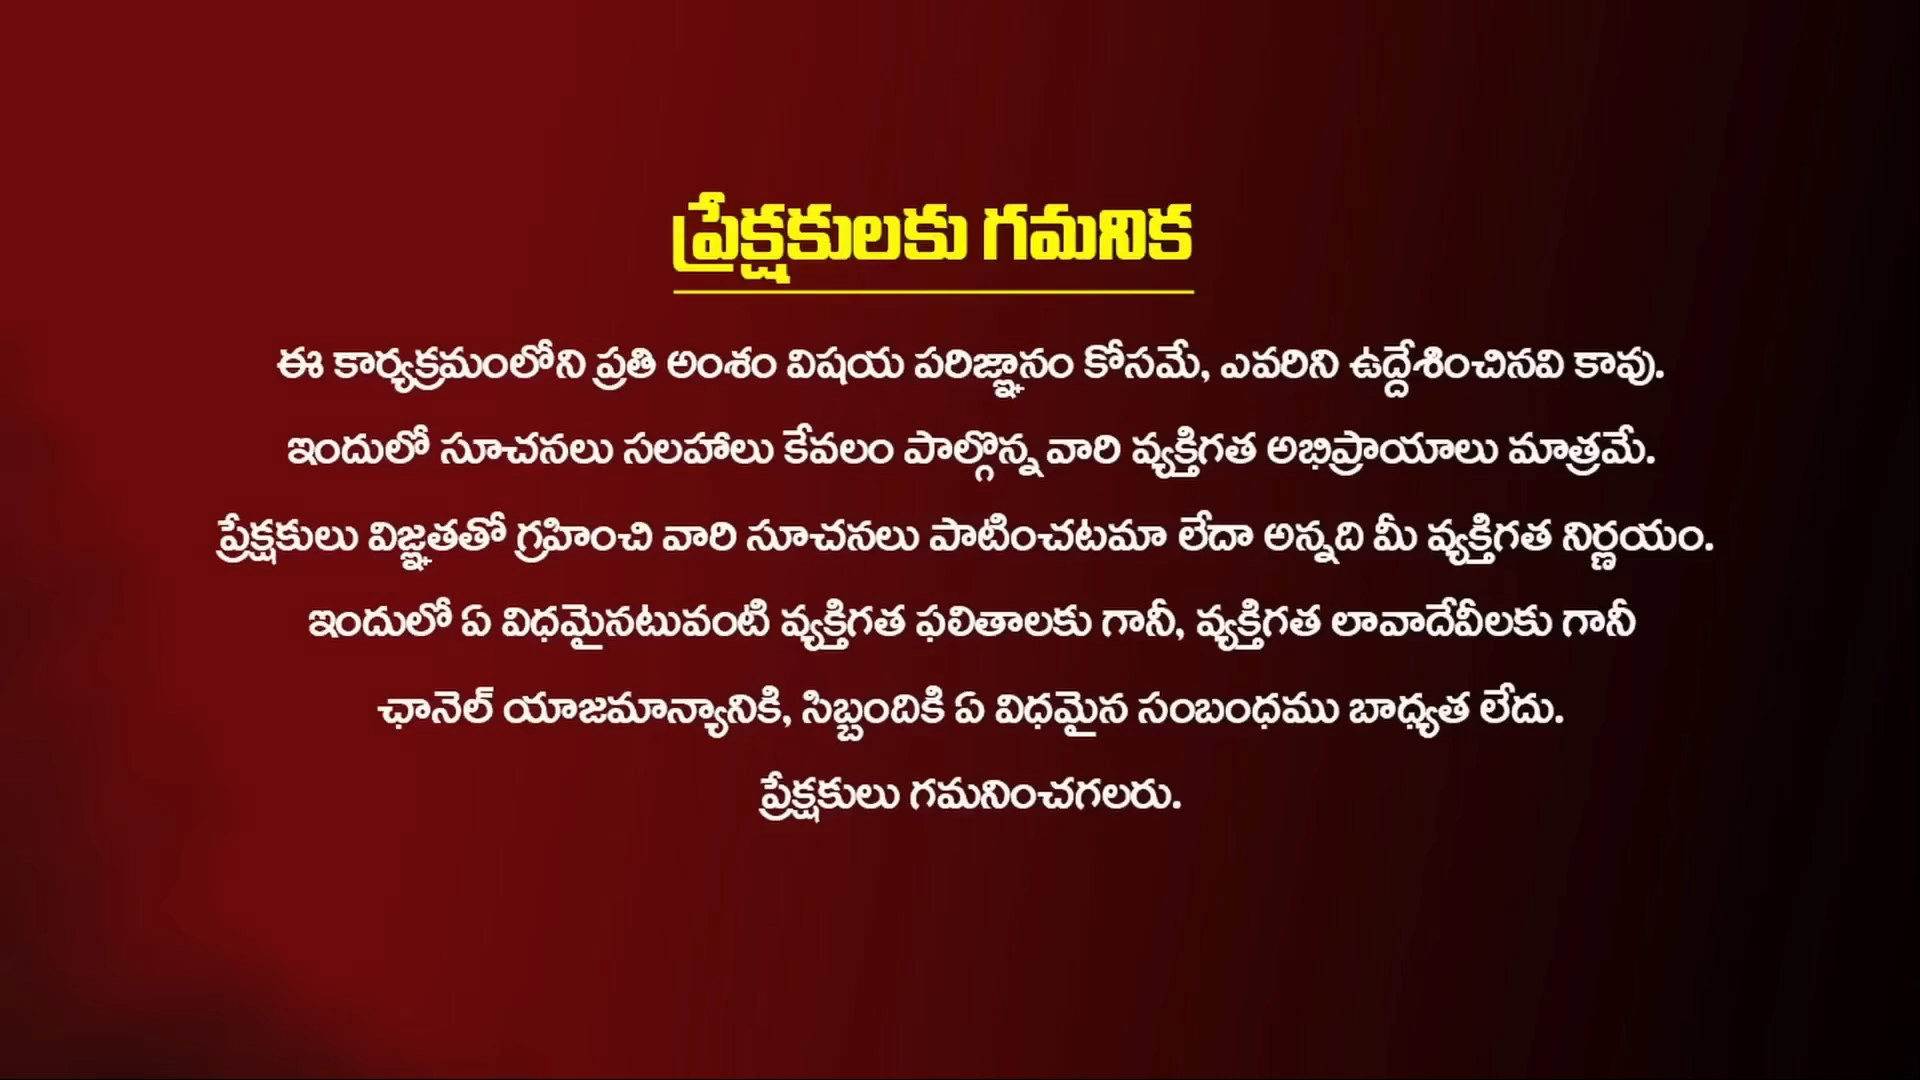 ప్రేక్షకులకు గమనిక
ఈ కార్యక్రమంలోని ప్రతి అంశం విషయ పరిజ్ఞానం కోసమే, ఎవరిని ఉద్దేశించినవి కావు.
ఇందులో సూచనలు సలహాలు కేవలం పాల్గొన్న వారి వ్యక్తిగత అభిప్రాయాలు మాత్రమే.
ప్రేక్షకులు విజ్ఞతతో గ్రహించి వారి సూచనలు పాటించటమా లేదా అన్నది మీ వ్యక్తిగత నిర్ణయం.
ఇందులో ఏ విధమైనటువంటి వ్యక్తిగత ఫలితాలకు గానీ, వ్యక్తిగత లావాదేవీలకు గానీ
ఛానెల్ యాజమాన్యానికి, సిబ్బందికి ఏ విధమైన సంబంధము బాధ్యత లేదు.
ప్రేక్షకులు గమనించగలరు.